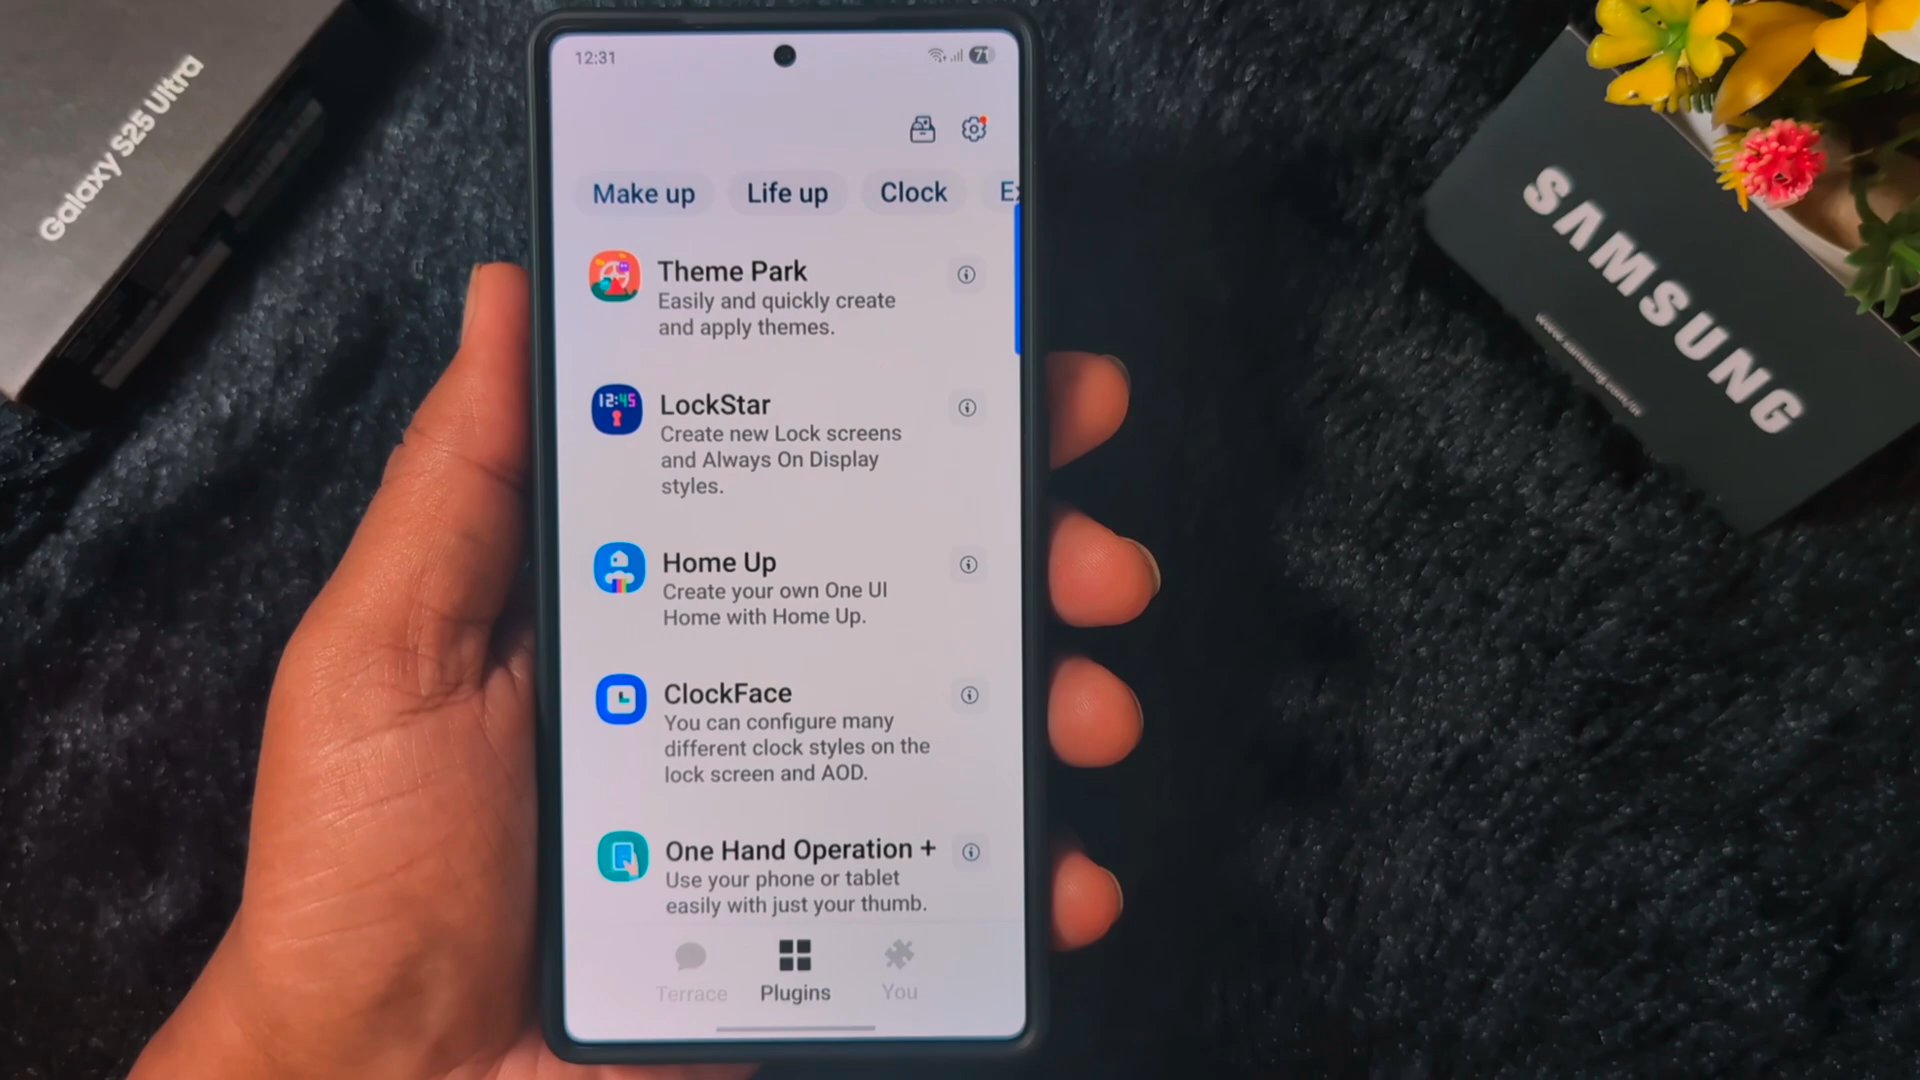 Galaxy S25 Ultra
12:31
71
Make up
Life up
Clock
Theme Park
Easily and quickly create
and apply themes.
12:45
LockStar
Create new Lock screens
and Always On Display
styles.
Home Up
Create your own One UI
Home with Home Up.
ClockFace
You can configure many
different clock styles on the
lock screen and AOD.
One Hand Operation +
Use your phone or tablet
easily with just your thumb.
Terrace
Plugins
You
SAMSUNG